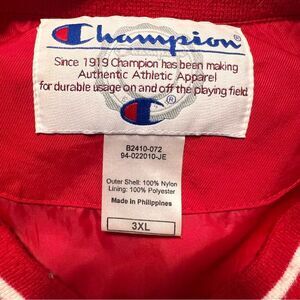 Champion
Since 1919 Champion has been making
Authentic Athletic Apparel
for durable usage on and off the playing field
B2410-072
94-022010-JE
Outer Shell: 100% Nylon
Lining: 100% Polyester
Made in Philippines
3XL